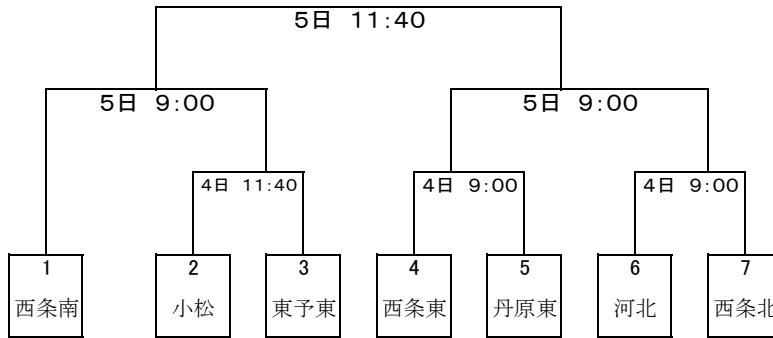 5日 11:40
5日 9:00 5日 9:00
4日 11:40 4日 9:00 4日 9:00
1 2 3 4 5 6 7
西条南 小松 東予東 西条東 丹原東 河北 西条北